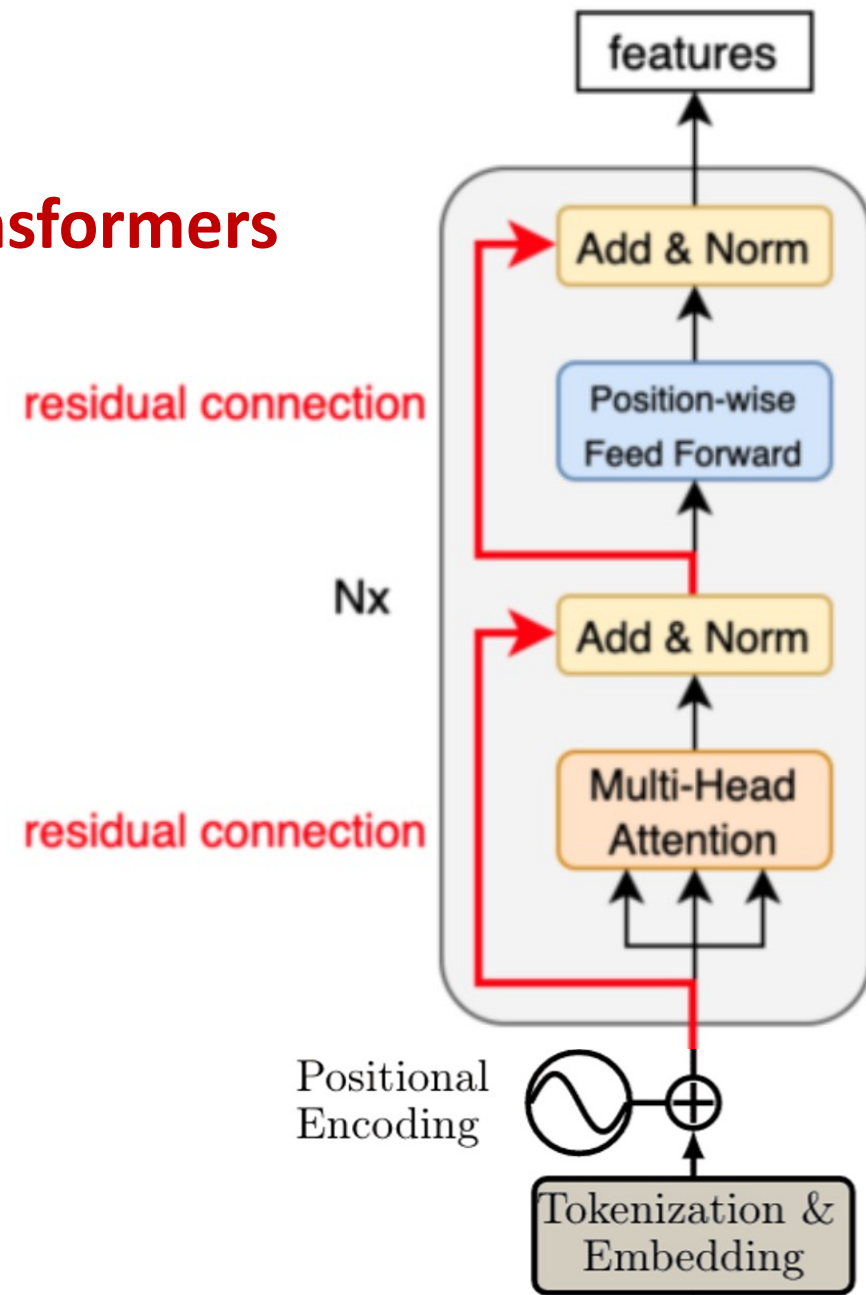 features
nsformers
Add & Norm
residual connection
Position-wise
Feed Forward
Nx
Add & Norm
Multi-Head
Attention
residual connection
Positional
Encoding
Tokenization &
Embedding